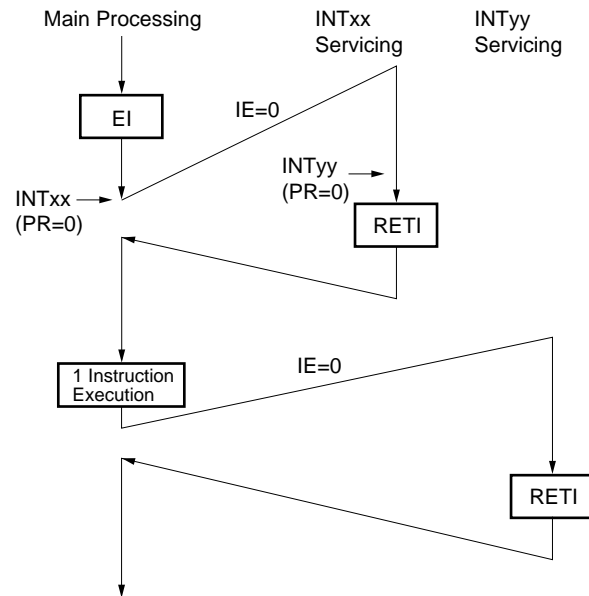 Main Processing
INTxx
Servicing
INTyy
Servicing
EI
IE=0
INTyy
(PR=0)
INTxx
(PR=0)
RETI
1 Instruction
Execution
IE=0
RETI